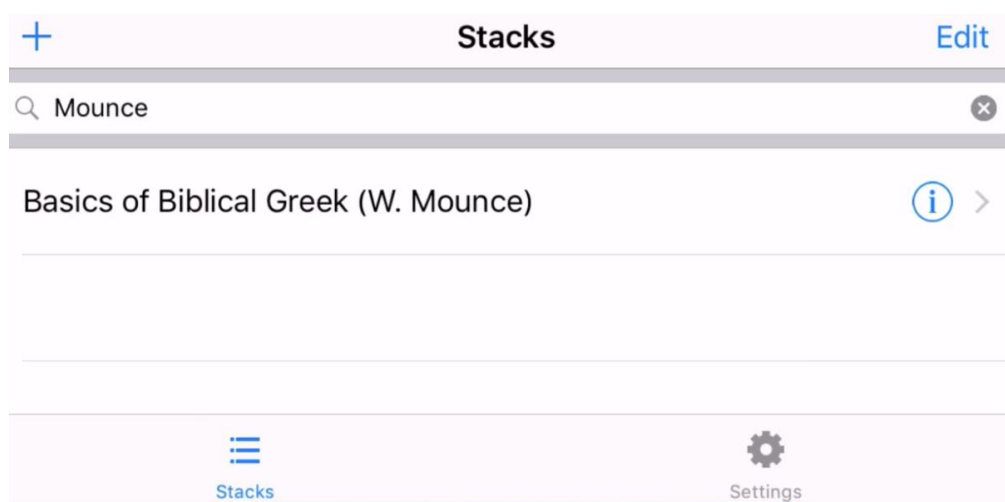 + Stacks Edit
Mounce
Basics of Biblical Greek (W. Mounce) i
Stacks Settings